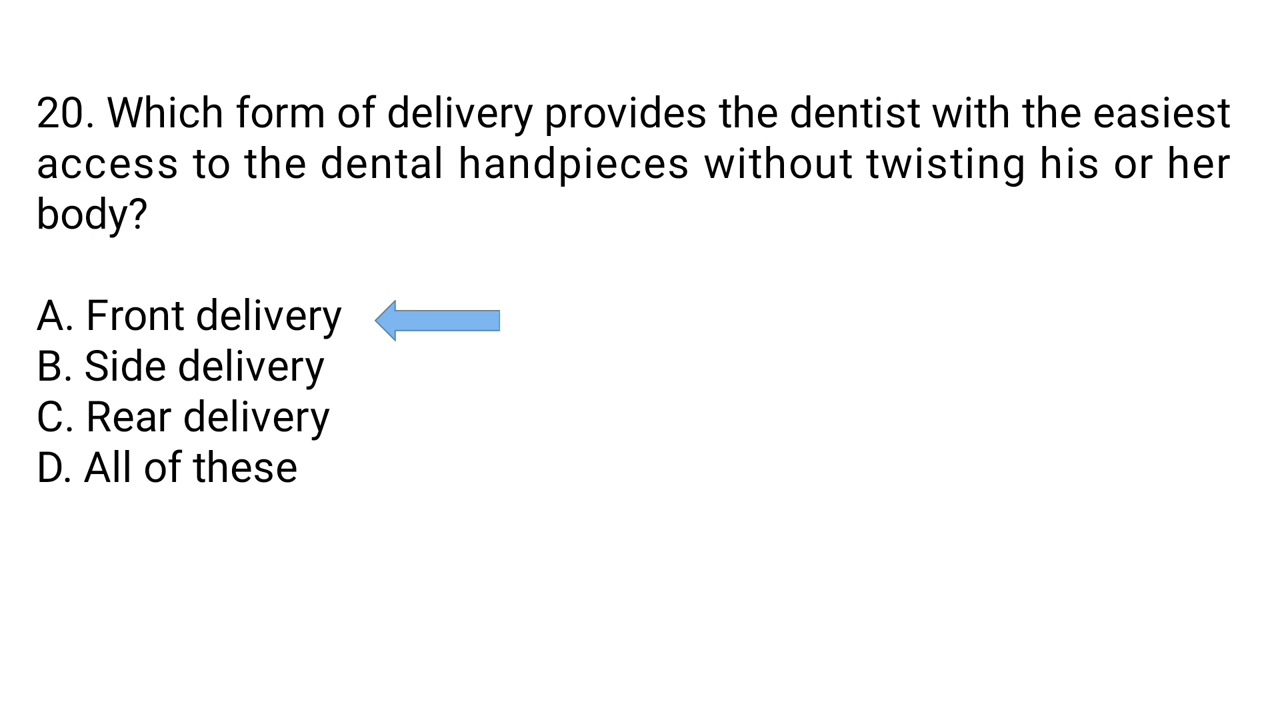 20. Which form of delivery provides the dentist with the easiest
access to the dental handpieces without twisting his or her
body?
A. Front delivery
B. Side delivery
C. Rear delivery
D. All of these